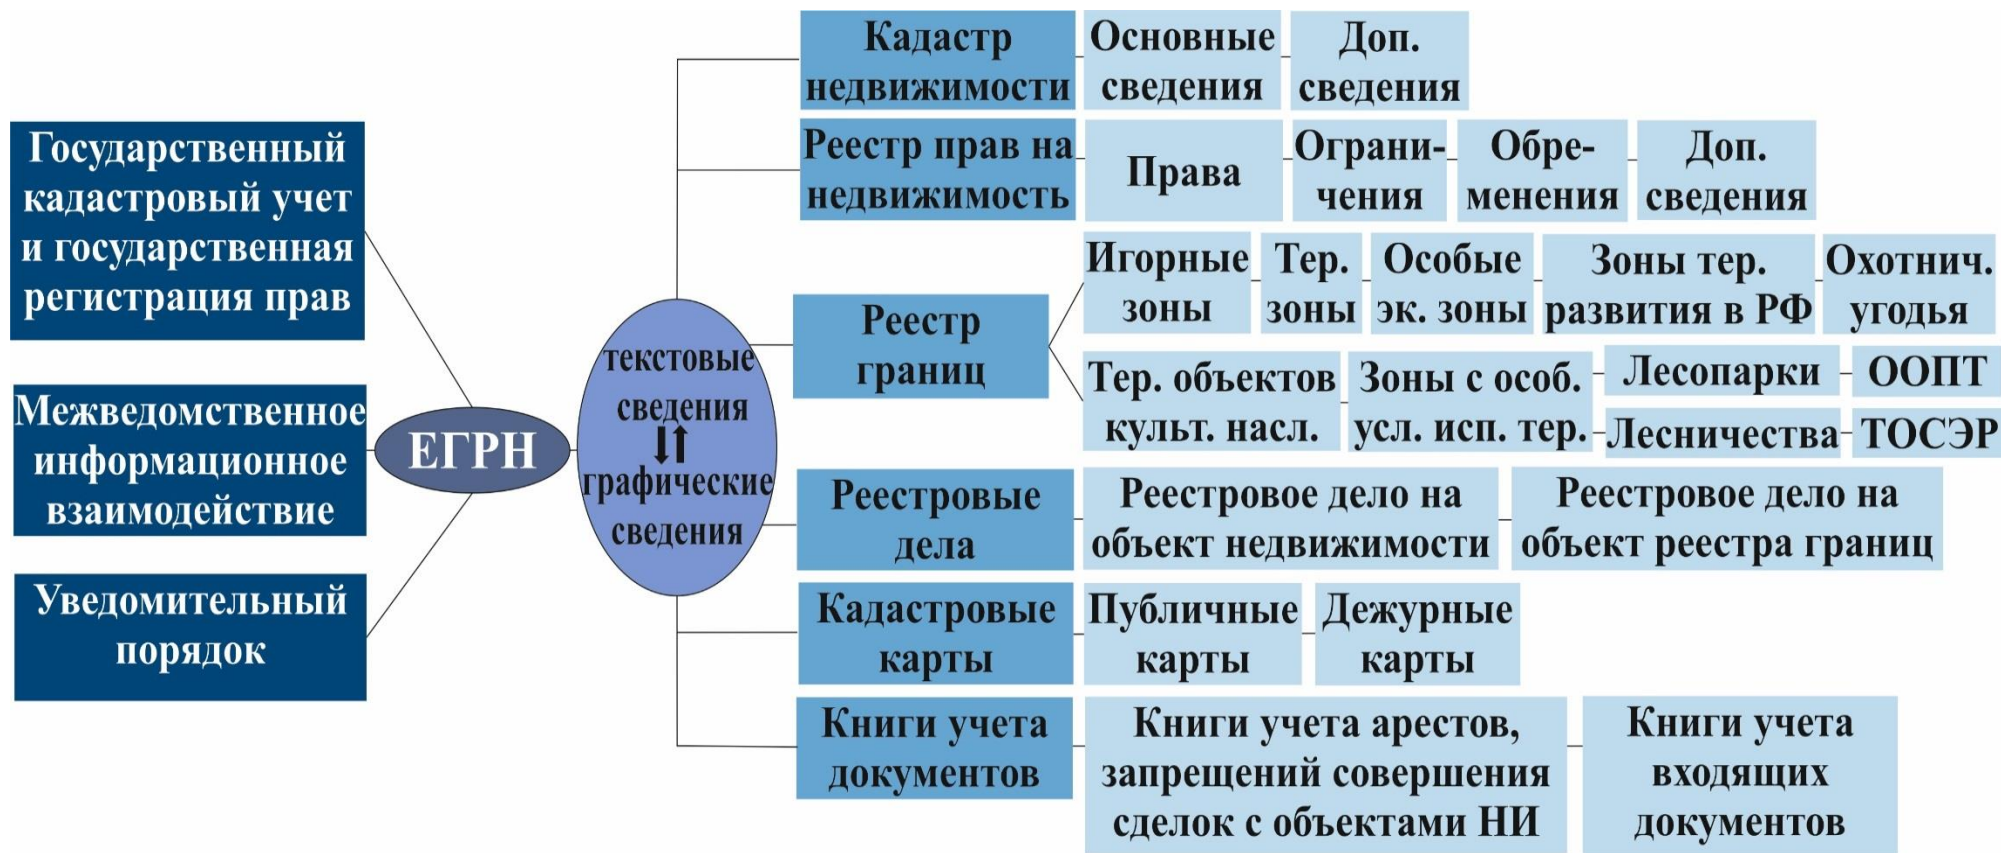 Государственный
кадастровый учет
и государственная
регистрация прав
Межведомственное
информационное
взаимодействие
Уведомительный
порядок
ЕГРН
текстовые
сведения
графические
сведения
Кадастр
недвижимости
Основные
сведения
Доп.
сведения
Реестр прав на
недвижимость
Права
Ограни-
чения
Обре-
менения
Доп.
сведения
Реестр
границ
Игорные
зоны
Тер.
зоны
Особые
эк. зоны
Зоны тер.
развития в РФ
Охотнич.
угодья
Тер. объектов
культ. насл.
Зоны с особ.
усл. исп. тер.
Лесопарки
ООПТ
Лесничества
ТОСЭР
Реестровые
дела
Реестровое дело на
объект недвижимости
Реестровое дело на
объект реестра границ
Кадастровые
карты
Публичные
карты
Дежурные
карты
Книги учета
документов
Книги учета арестов,
запрещений совершения
сделок с объектами НИ
Книги учета
входящих
документов